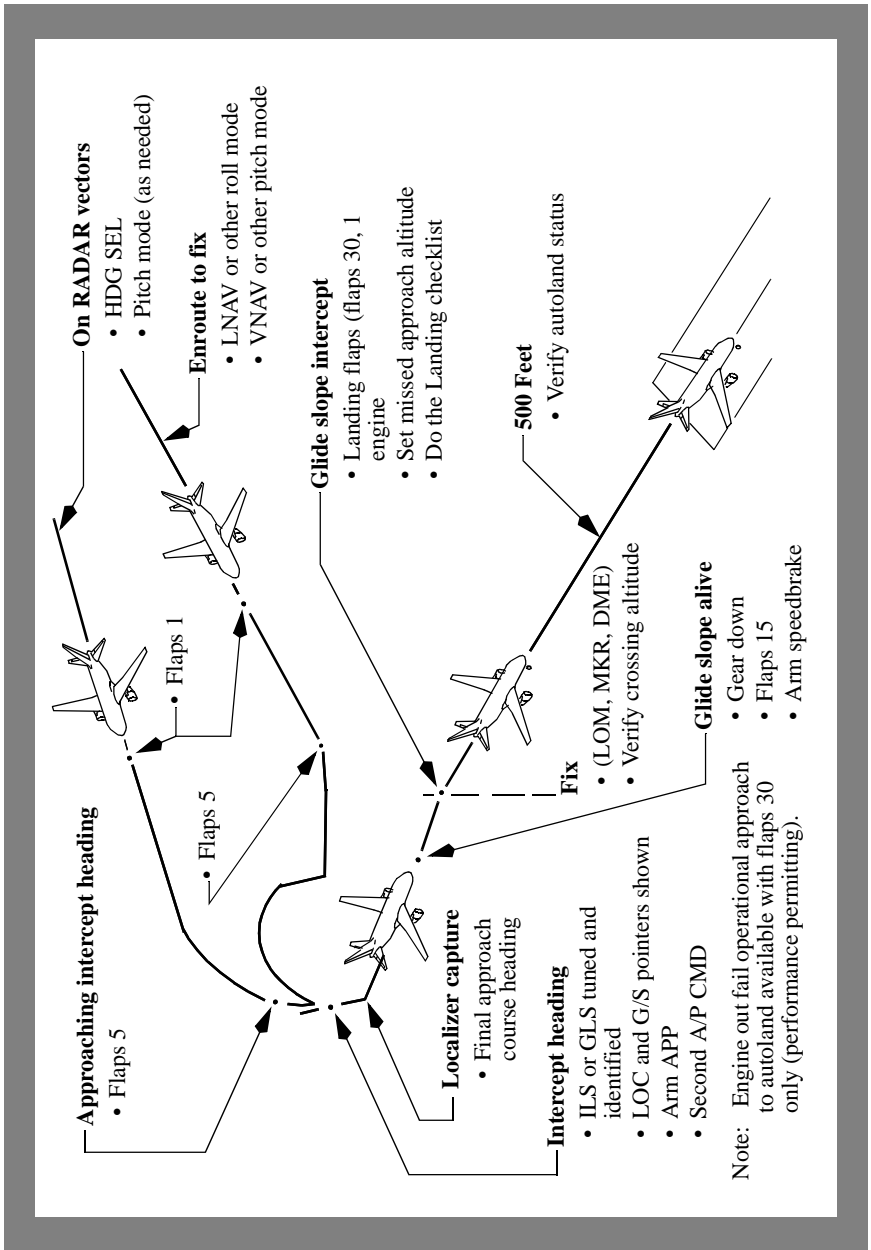 On RADAR vectors
• HDG SEL
• Pitch mode (as needed)
Enroute to fix
• LNAV or other roll mode
• VNAV or other pitch mode
• Flaps 1
Approaching intercept heading
• Flaps 5
• Flaps 5
Localizer capture
• Final approach
course heading
Intercept heading
• ILS or GLS tuned and
identified
• LOC and G/S pointers shown
• Arm APP
• Second A/P CMD
Glide slope alive
• Gear down
• Flaps 15
• Arm speedbrake
Glide slope intercept
• Landing flaps (flaps 30, 1
engine
• Set missed approach altitude
• Do the Landing checklist
Fix
• (LOM, MKR, DME)
• Verify crossing altitude
500 Feet
• Verify autoland status
Note: Engine out fail operational approach
to autoland available with flaps 30
only (performance permitting).